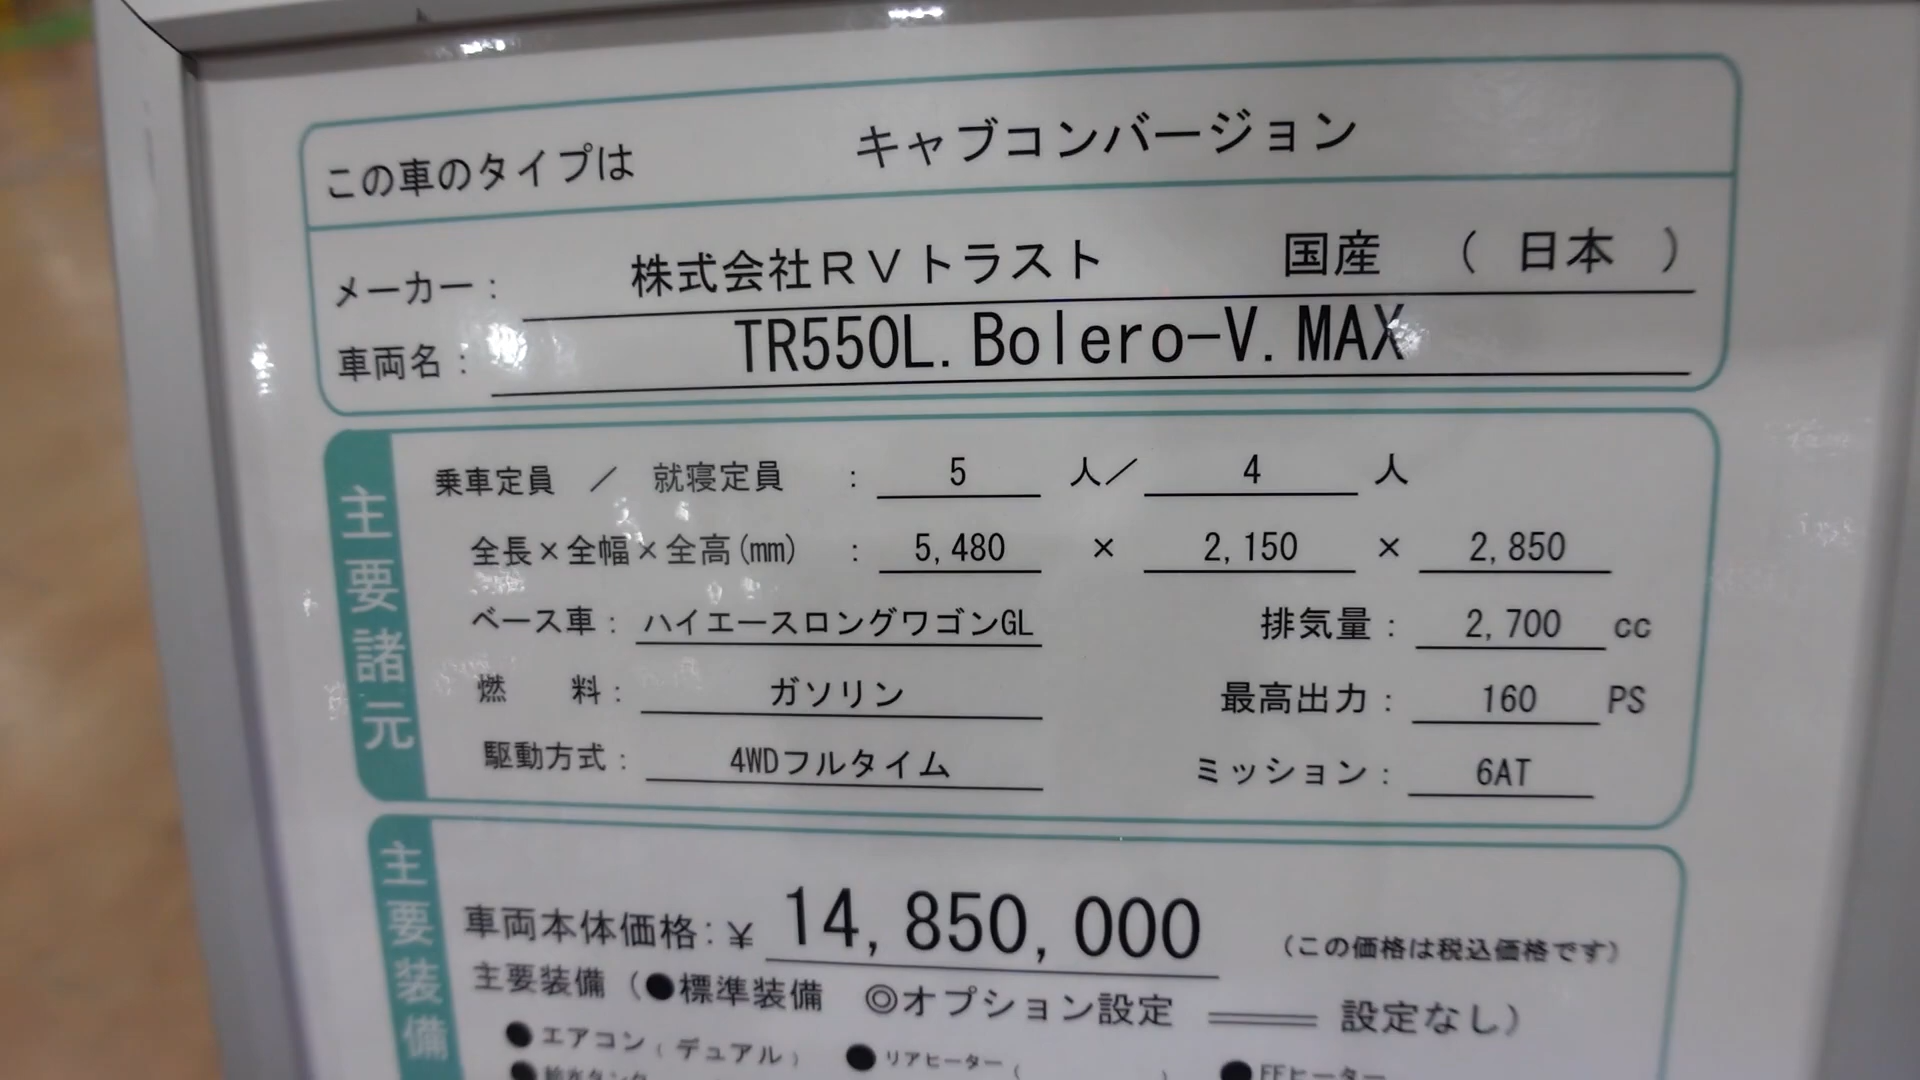 この車のタイプは キャブコンバージョン
メーカー: 株式会社RVトラスト 国産 ( 日本 )
車両名: TR550L.Bolero-V.MAX
主要諸元
乗車定員 / 就寝定員 : 5 人/ 4 人
全長×全幅×全高(mm) : 5,480 × 2,150 × 2,850
ベース車: ハイエースロングワゴンGL 排気量: 2,700 cc
燃 料: ガソリン 最高出力: 160 PS
駆動方式: 4WDフルタイム ミッション: 6AT
主要装備
車両本体価格:¥ 14,850,000 (この価格は税込価格です)
主要装備 (●標準装備 ◎オプション設定 ══ 設定なし)
●エアコン(デュアル) ●リアヒーター( ) ●FFヒーター
●給水タンク